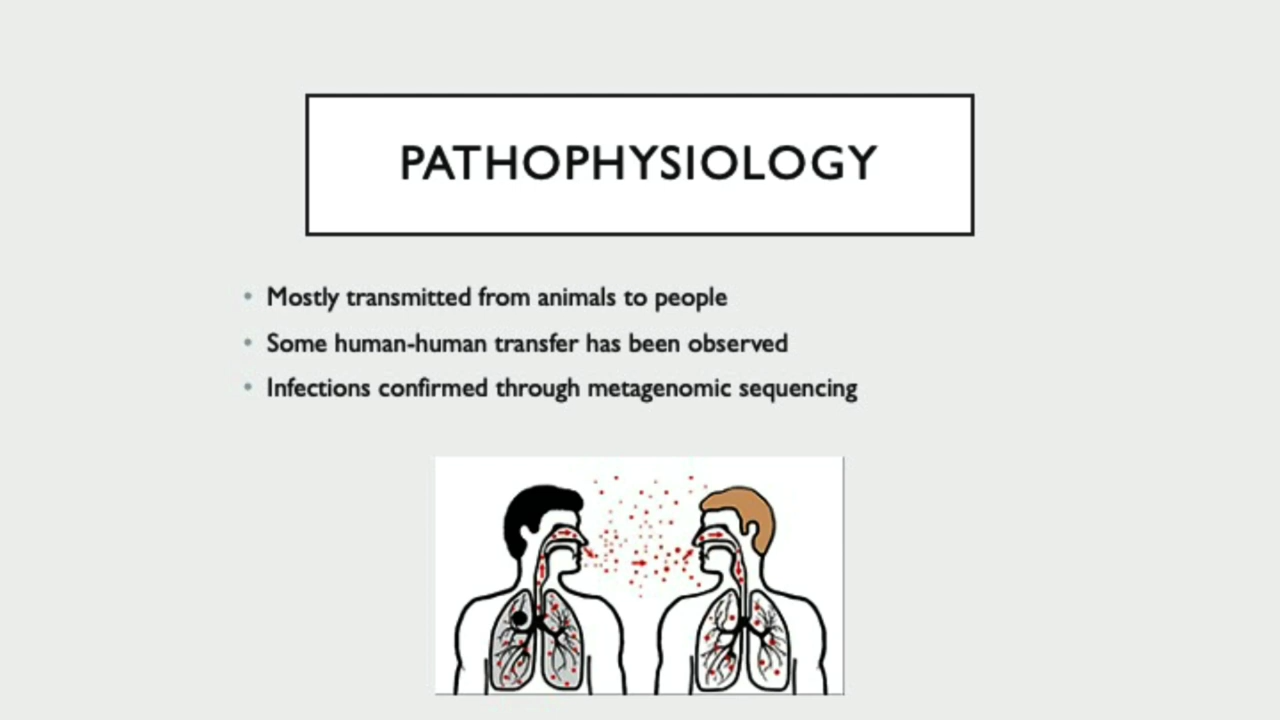 PATHOPHYSIOLOGY
• Mostly transmitted from animals to people
• Some human-human transfer has been observed
• Infections confirmed through metagenomic sequencing